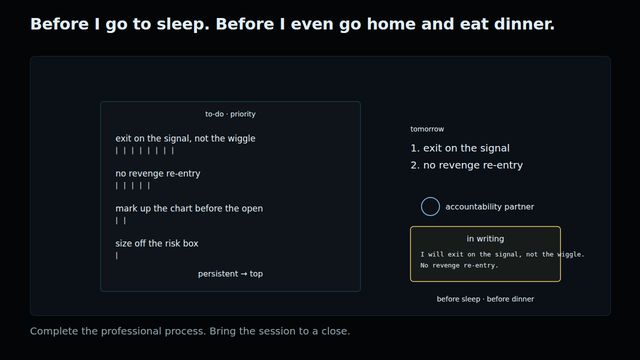 Before I go to sleep. Before I even go home and eat dinner.
to-do · priority
exit on the signal, not the wiggle
| | | | | | | |
no revenge re-entry
| | | | |
mark up the chart before the open
| |
size off the risk box
|
persistent → top
tomorrow
1. exit on the signal
2. no revenge re-entry
accountability partner
in writing
I will exit on the signal, not the wiggle.
No revenge re-entry.
before sleep · before dinner
Complete the professional process. Bring the session to a close.